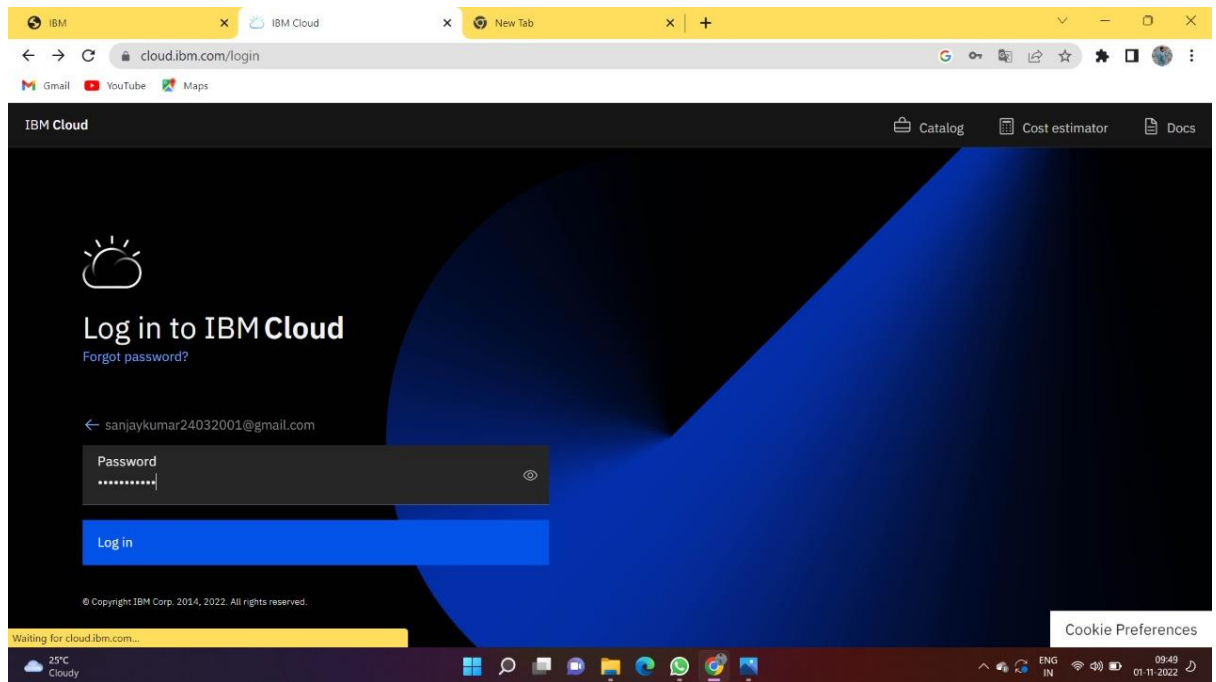 IBM
IBM Cloud
New Tab
cloud.ibm.com/login
Gmail
YouTube
Maps
IBM Cloud
Catalog
Cost estimator
Docs
Log in to IBM Cloud
Forgot password?
← sanjaykumar24032001@gmail.com
Password
•••••••••••
Log in
© Copyright IBM Corp. 2014, 2022. All rights reserved.
Cookie Preferences
Waiting for cloud.ibm.com...
25°C
Cloudy
ENG
IN
09:49
01-11-2022